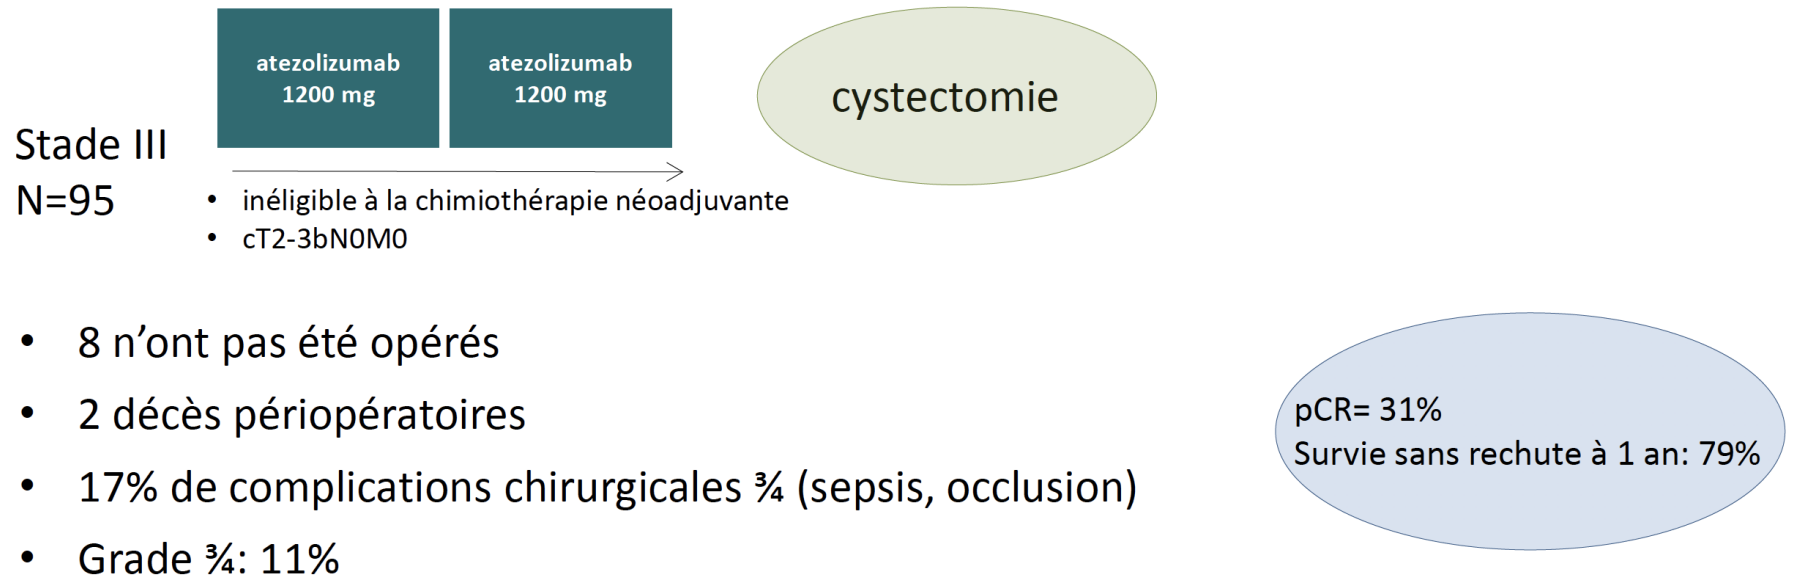 atezolizumab
1200 mg
atezolizumab
1200 mg
cystectomie
Stade III
N=95
• inéligible à la chimiothérapie néoadjuvante
• cT2-3bN0M0
• 8 n’ont pas été opérés
• 2 décès périopératoires
• 17% de complications chirurgicales ¾ (sepsis, occlusion)
• Grade ¾: 11%
pCR= 31%
Survie sans rechute à 1 an: 79%